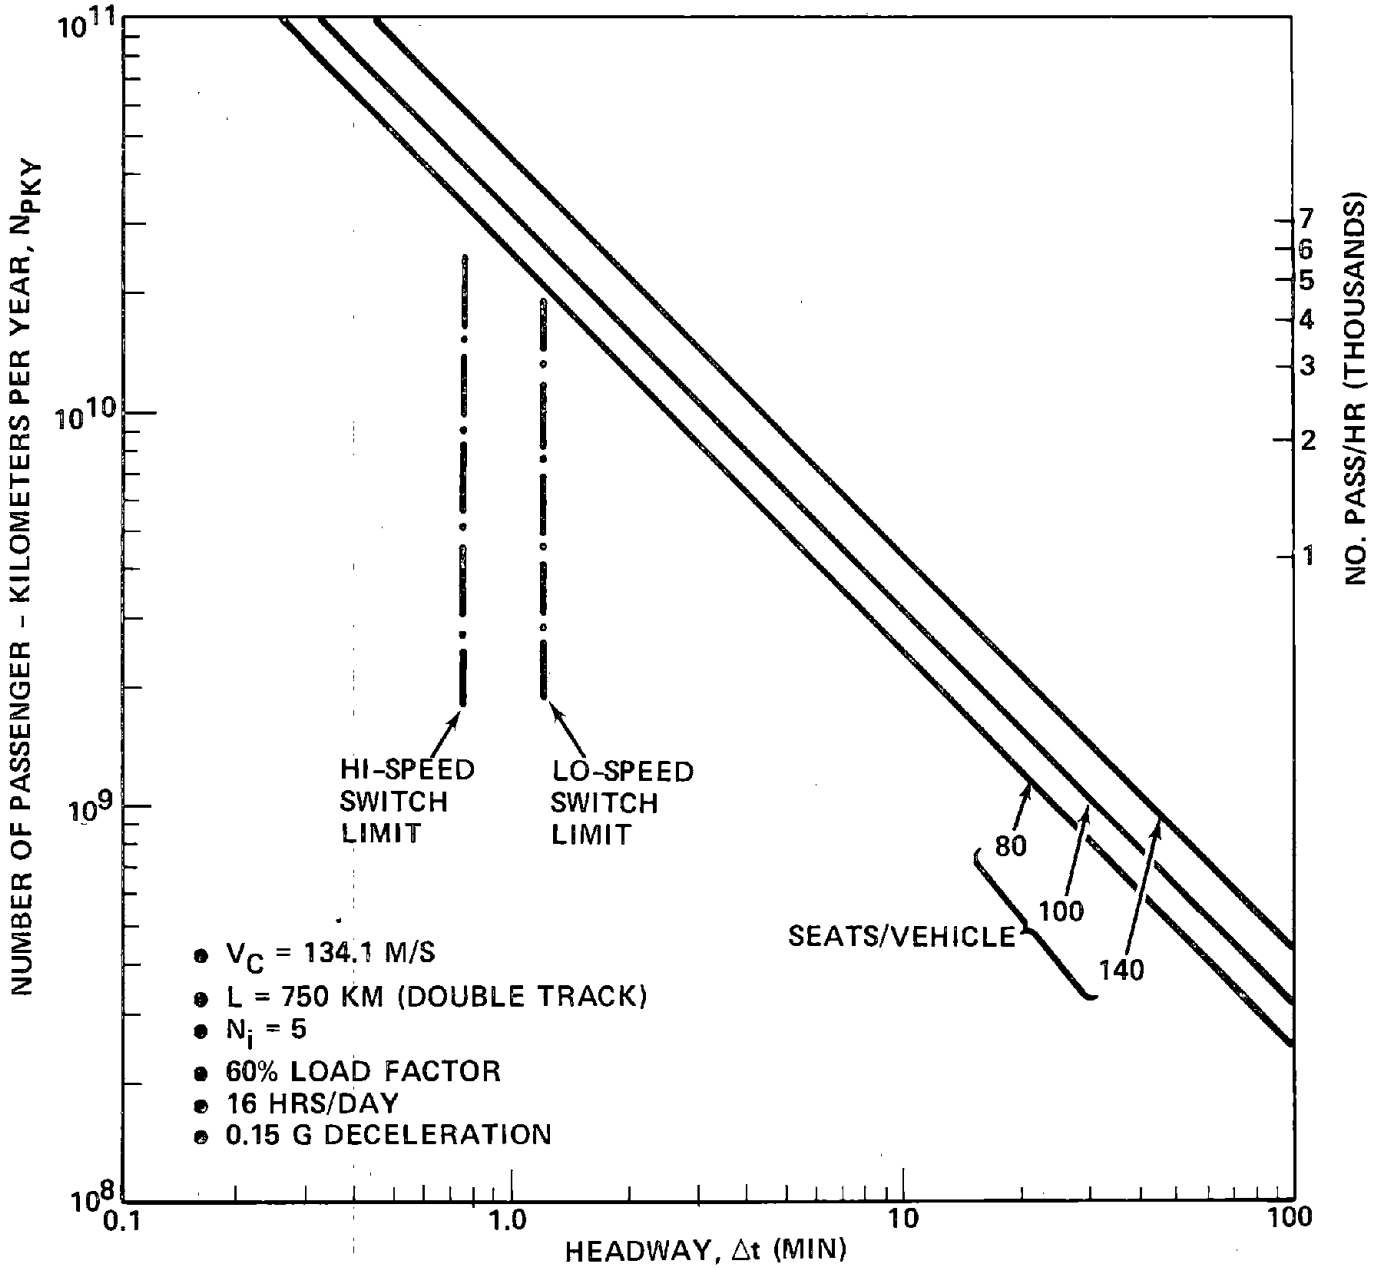 10^11
10^10
10^9
10^8
NUMBER OF PASSENGER – KILOMETERS PER YEAR, N_PKY
7
6
5
4
3
2
1
NO. PASS/HR (THOUSANDS)
HI-SPEED
SWITCH
LIMIT
LO-SPEED
SWITCH
LIMIT
80
100
140
SEATS/VEHICLE
• V_C = 134.1 M/S
• L = 750 KM (DOUBLE TRACK)
• N_i = 5
• 60% LOAD FACTOR
• 16 HRS/DAY
• 0.15 G DECELERATION
0.1
1.0
10
100
HEADWAY, Δt (MIN)